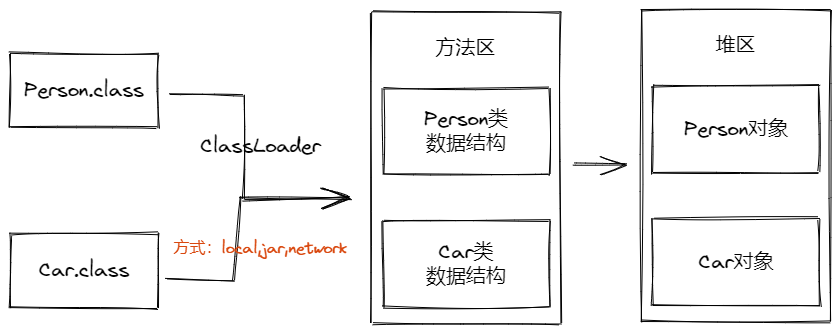 Person.class
Car.class
ClassLoader
方式：local,jar,network
方法区
Person类
数据结构
Car类
数据结构
堆区
Person对象
Car对象